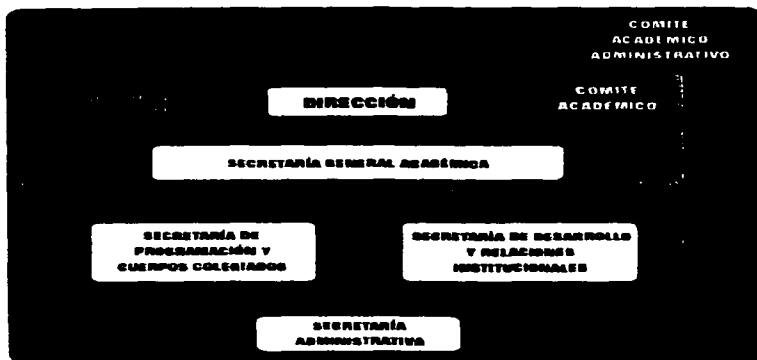 COMITE
ACADEMICO
ADMINISTRATIVO
DIRECCIÓN
COMITE
ACADÉMICO
SECRETARÍA GENERAL ACADÉMICA
SECRETARÍA DE
PROGRAMACIÓN Y
CUERPOS COLEGIADOS
SECRETARÍA DE DESARROLLO
Y RELACIONES
INSTITUCIONALES
SECRETARÍA
ADMINISTRATIVA